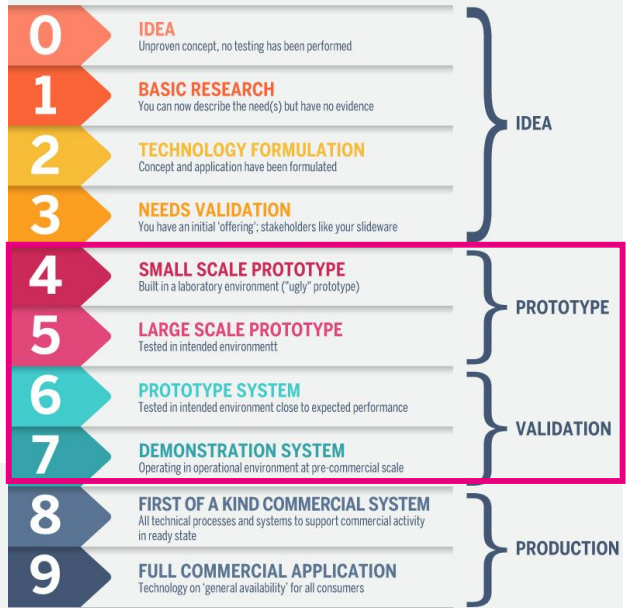 0
IDEA
Unproven concept, no testing has been performed
1
BASIC RESEARCH
You can now describe the need(s) but have no evidence
2
TECHNOLOGY FORMULATION
Concept and application have been formulated
3
NEEDS VALIDATION
You have an initial 'offering'; stakeholders like your slideware
IDEA
4
SMALL SCALE PROTOTYPE
Built in a laboratory environment ("ugly" prototype)
5
LARGE SCALE PROTOTYPE
Tested in intended environmentt
PROTOTYPE
6
PROTOTYPE SYSTEM
Tested in intended environment close to expected performance
7
DEMONSTRATION SYSTEM
Operating in operational environment at pre-commercial scale
VALIDATION
8
FIRST OF A KIND COMMERCIAL SYSTEM
All technical processes and systems to support commercial activity
in ready state
9
FULL COMMERCIAL APPLICATION
Technology on 'general availability' for all consumers
PRODUCTION